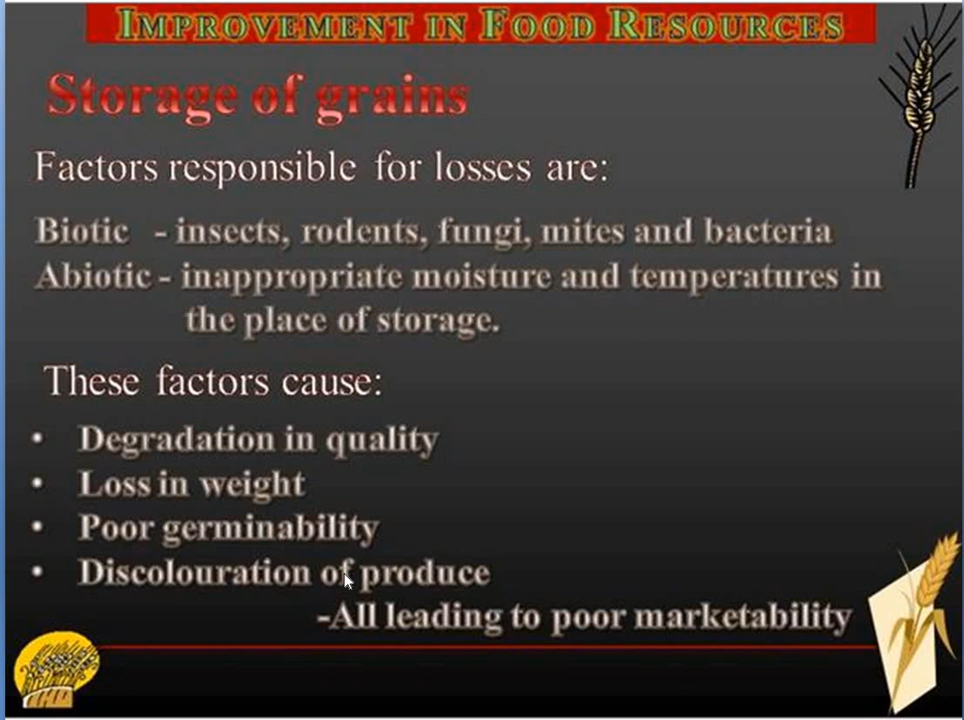 IMPROVEMENT IN FOOD RESOURCES
Storage of grains
Factors responsible for losses are:
Biotic - insects, rodents, fungi, mites and bacteria
Abiotic - inappropriate moisture and temperatures in
the place of storage.
These factors cause:
• Degradation in quality
• Loss in weight
• Poor germinability
• Discolouration of produce
-All leading to poor marketability